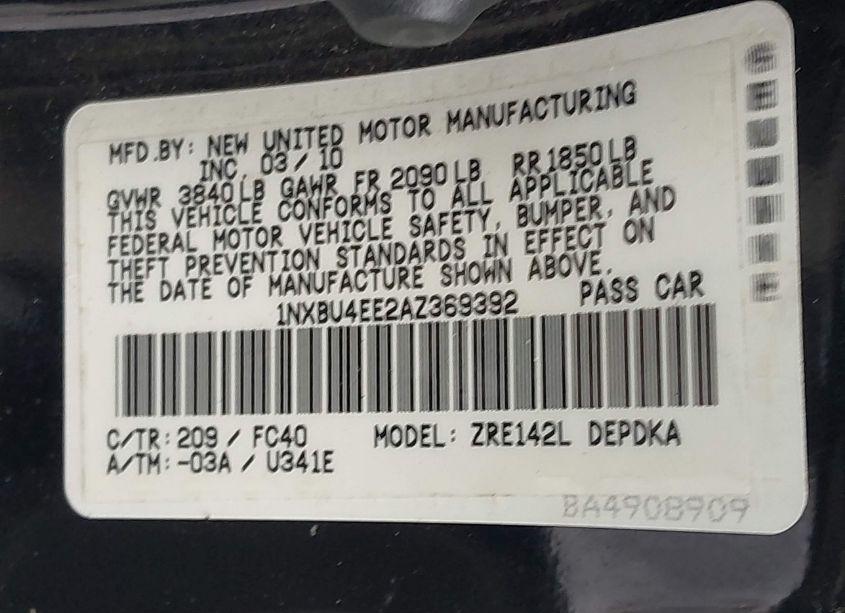 MFD.BY: NEW UNITED MOTOR MANUFACTURING
INC. 03/10
GVWR 3840LB GAWR FR 2090LB RR1850LB
THIS VEHICLE CONFORMS TO ALL APPLICABLE
FEDERAL MOTOR VEHICLE SAFETY, BUMPER, AND
THEFT PREVENTION STANDARDS IN EFFECT ON
THE DATE OF MANUFACTURE SHOWN ABOVE.
1NXBU4EE2AZ369392 PASS CAR
C/TR: 209 / FC40 MODEL: ZRE142L DEPDKA
A/TM: -03A / U341E
BA4908909